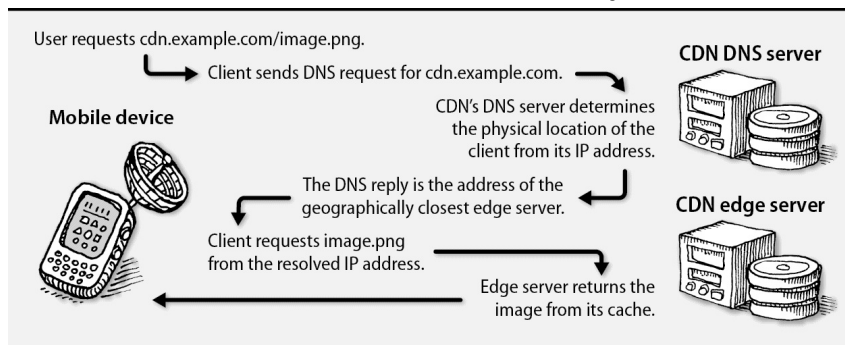 User requests cdn.example.com/image.png.
Client sends DNS request for cdn.example.com.
CDN DNS server
Mobile device
CDN's DNS server determines
the physical location of the
client from its IP address.
The DNS reply is the address of the
geographically closest edge server.
CDN edge server
Client requests image.png
from the resolved IP address.
Edge server returns the
image from its cache.